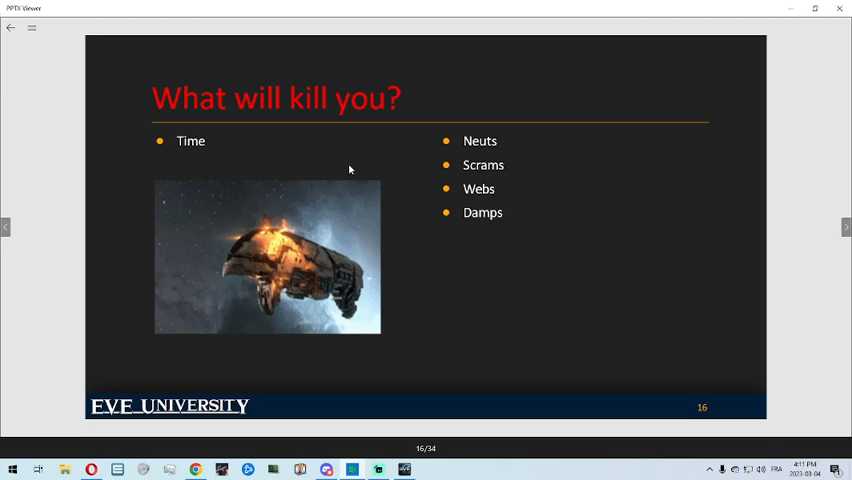 PPTX Viewer
What will kill you?
Time
Neuts
Scrams
Webs
Damps
EVE UNIVERSITY
16
16/34
FRA
4:11 PM
2023-03-04